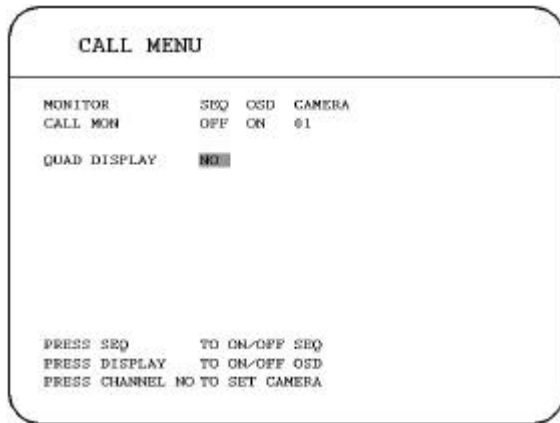 CALL MENU
MONITOR SEQ OSD CAMERA
CALL MON OFF ON 01
QUAD DISPLAY NO
PRESS SEQ TO ON/OFF SEQ
PRESS DISPLAY TO ON/OFF OSD
PRESS CHANNEL NO TO SET CAMERA